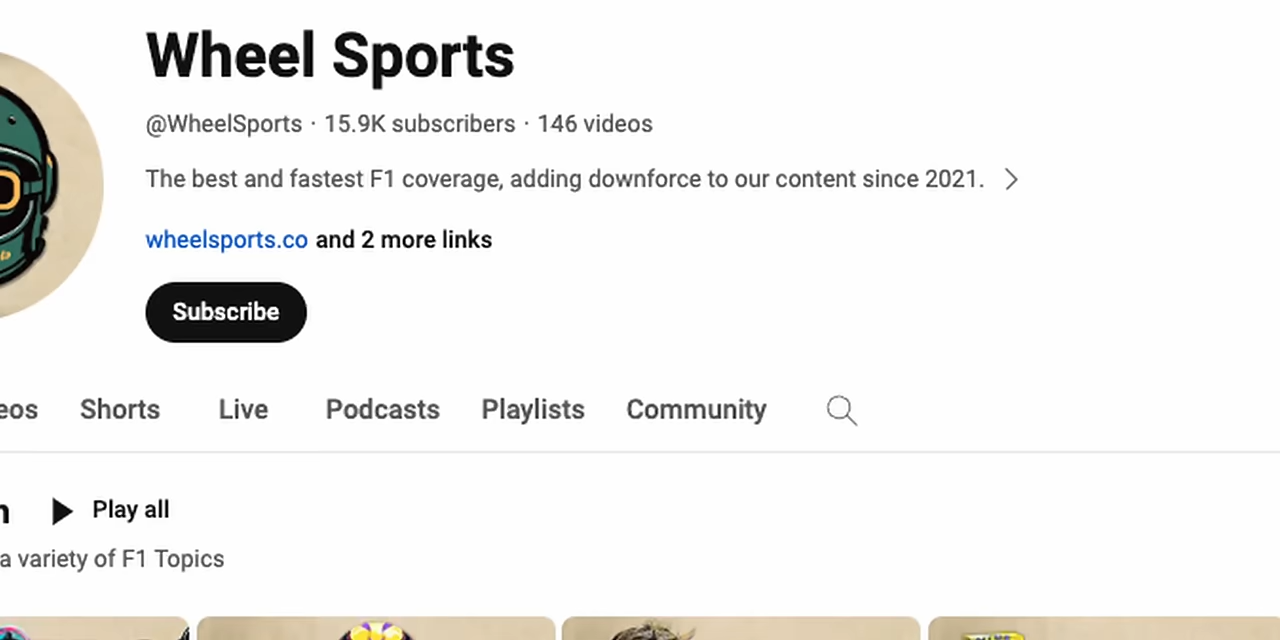 Wheel Sports
@WheelSports · 15.9K subscribers · 146 videos
The best and fastest F1 coverage, adding downforce to our content since 2021.
wheelsports.co and 2 more links
Subscribe
Shorts Live Podcasts Playlists Community
Play all
a variety of F1 Topics